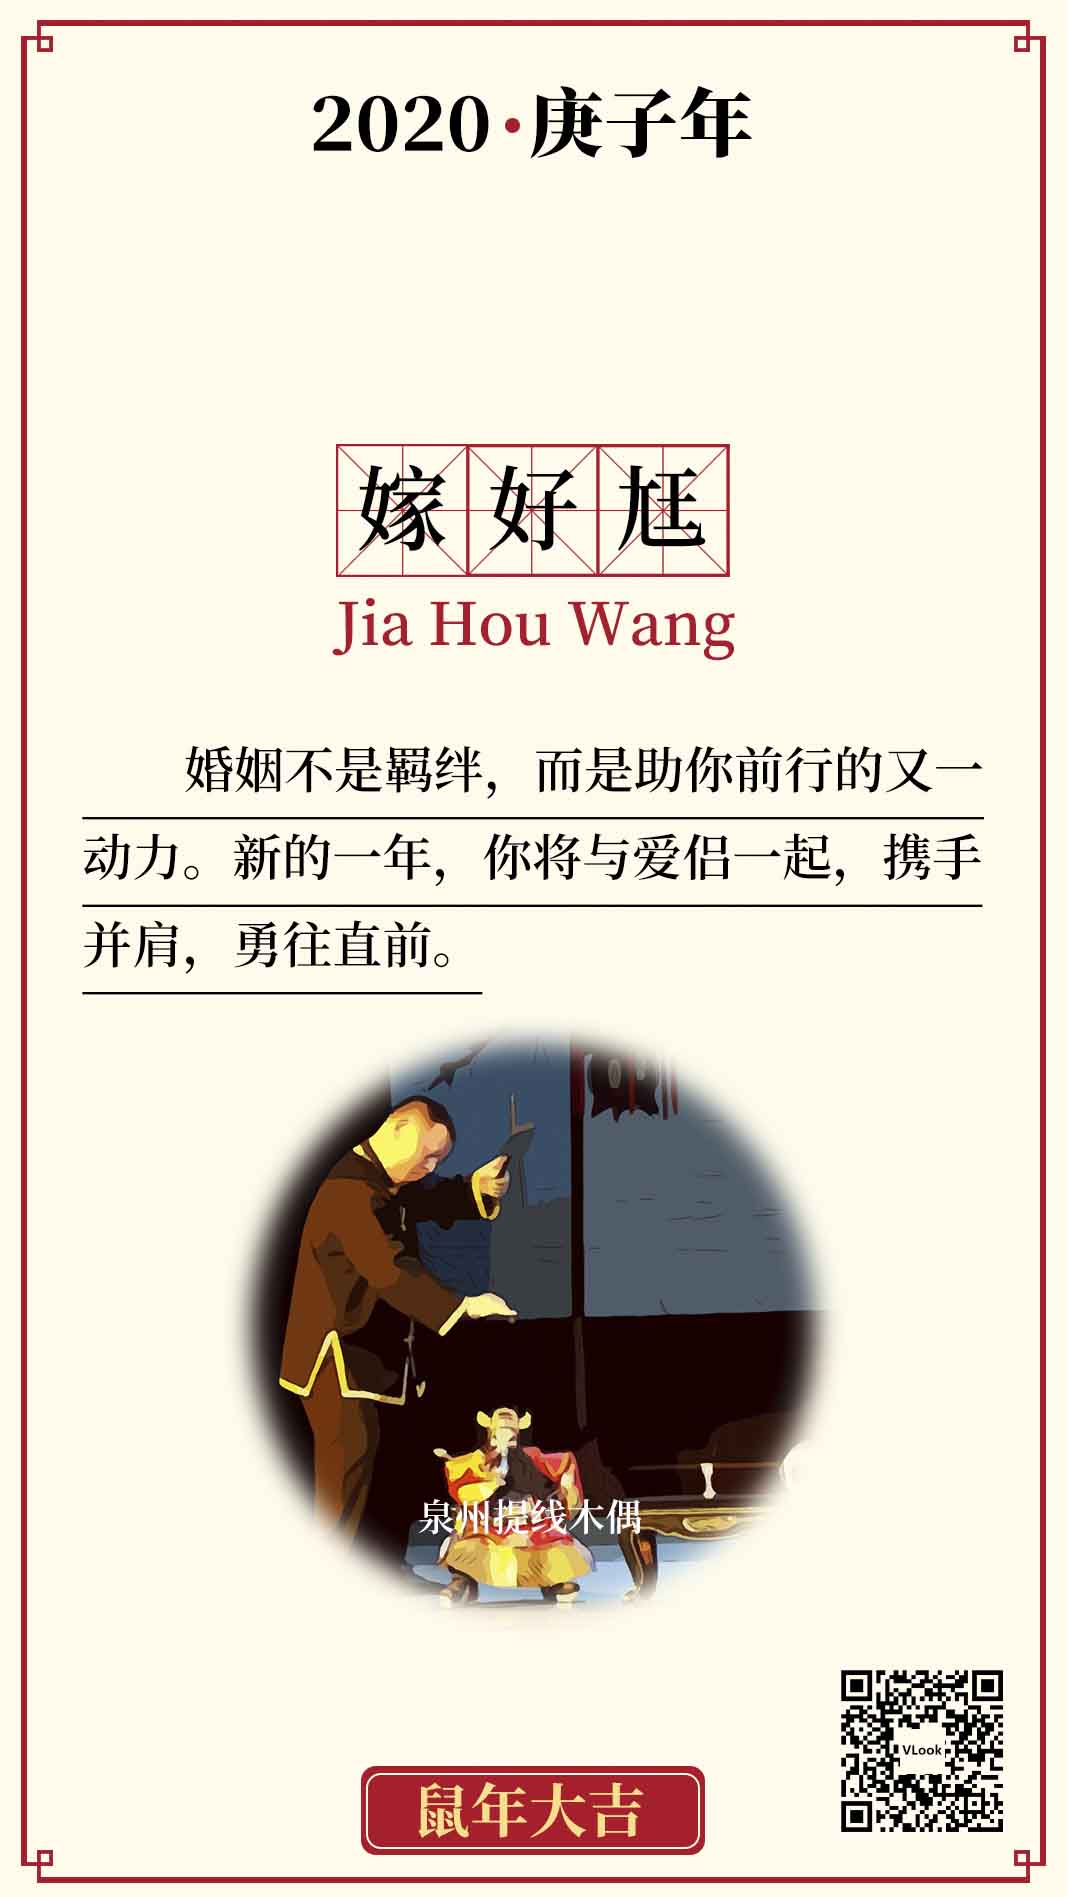 2020·庚子年
嫁好尪
Jia Hou Wang
婚姻不是羁绊，而是助你前行的又一
动力。新的一年，你将与爱侣一起，携手
并肩，勇往直前。
泉州提线木偶
VLook
鼠年大吉